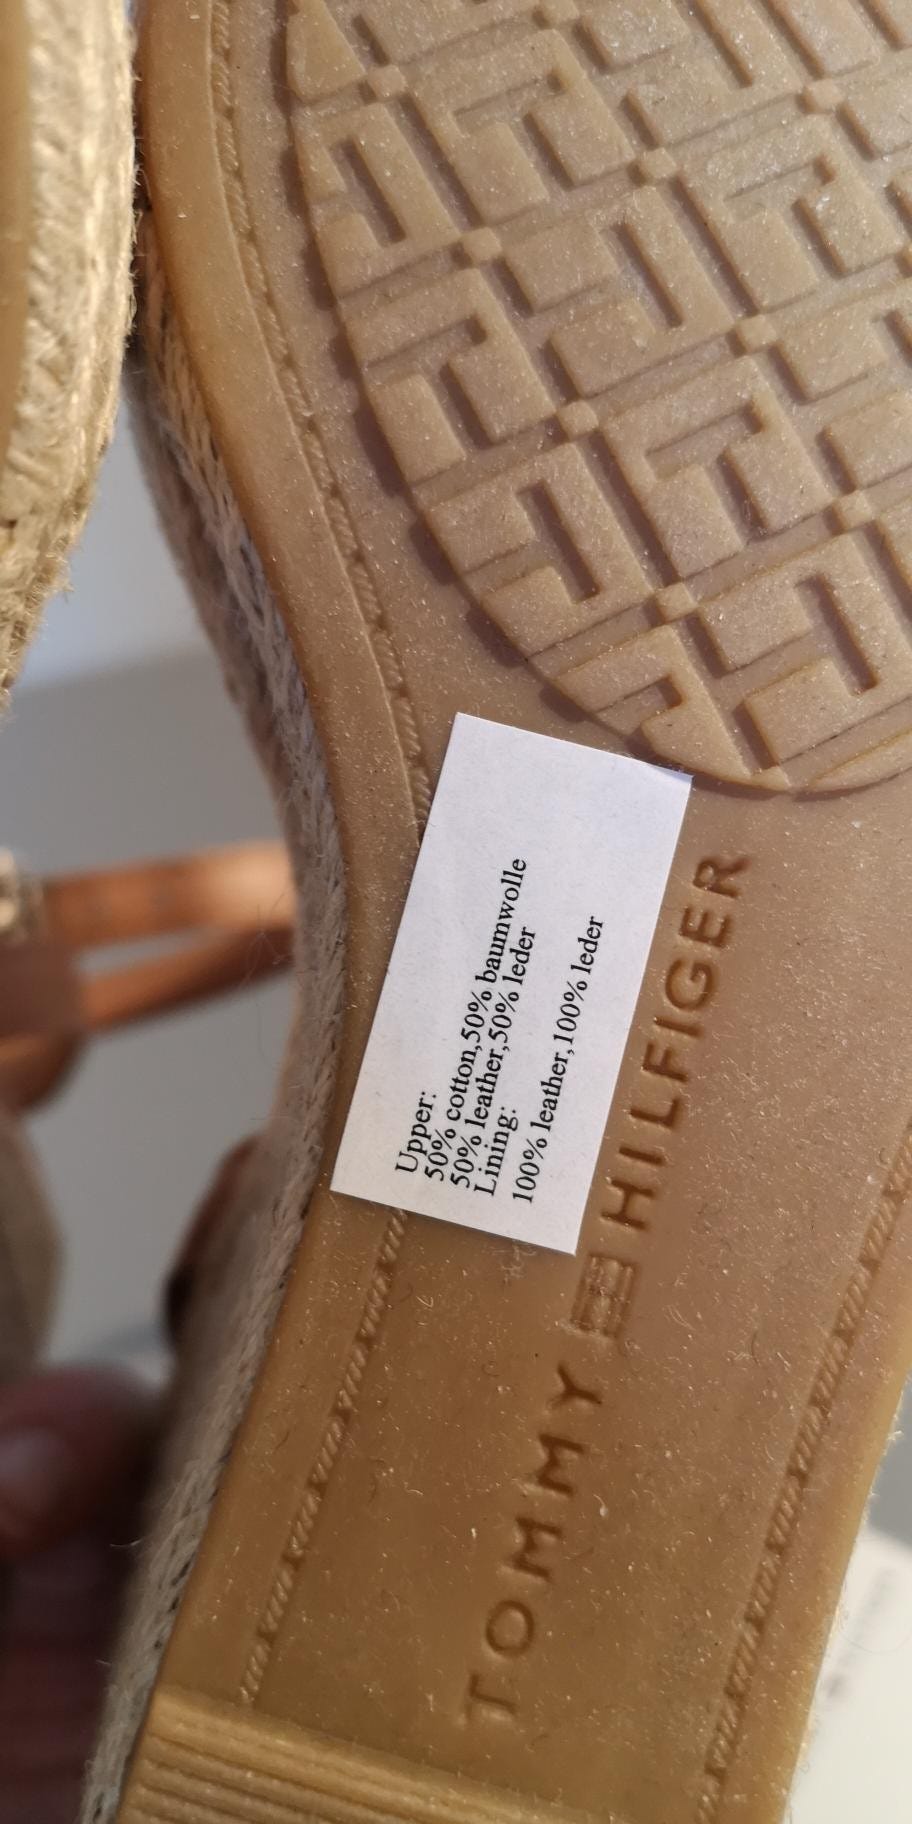 Upper:
50% cotton,50% baumwolle
50% leather,50% leder
Lining:
100% leather,100% leder
TOMMY HILFIGER